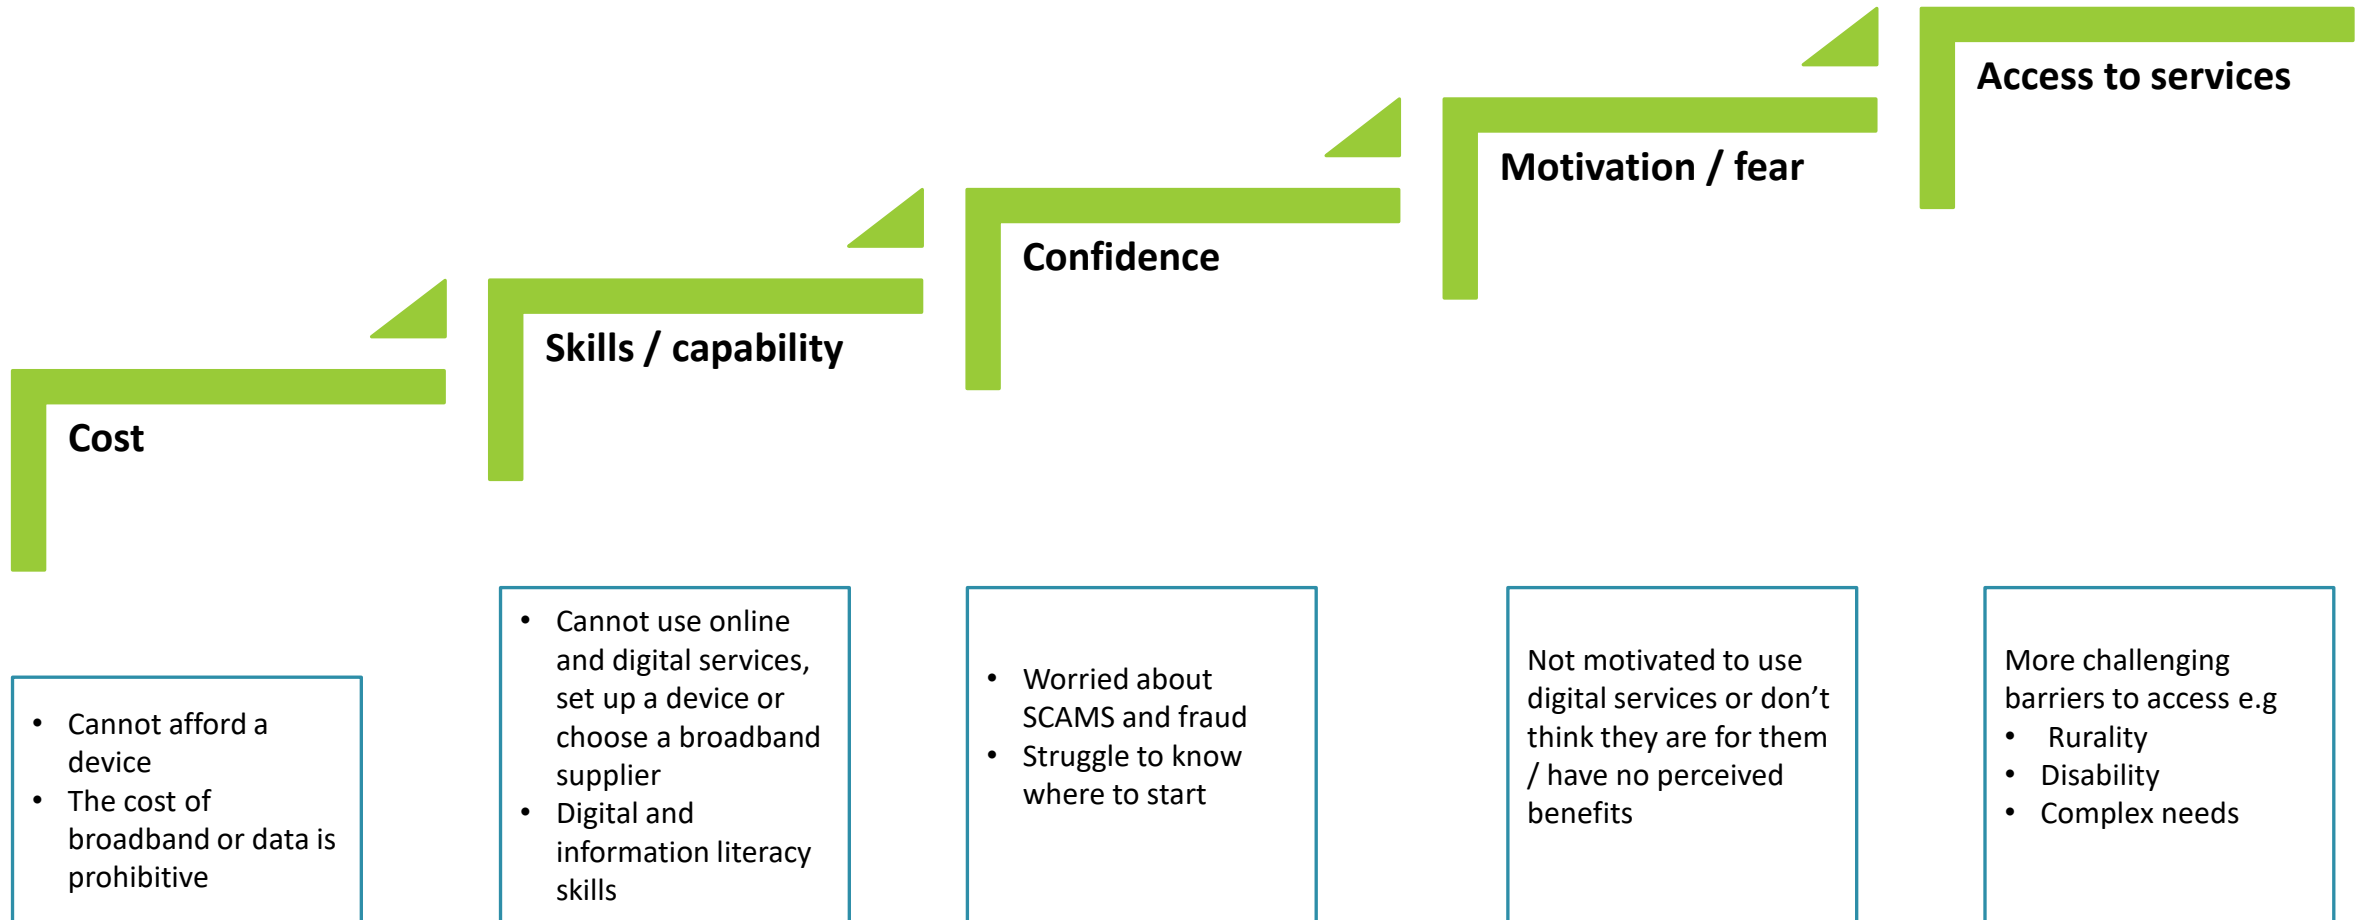 Access to services
Motivation / fear
Confidence
Skills / capability
Cost
• Cannot afford a
device
• The cost of
broadband or data is
prohibitive
• Cannot use online
and digital services,
set up a device or
choose a broadband
supplier
• Digital and
information literacy
skills
• Worried about
SCAMS and fraud
• Struggle to know
where to start
Not motivated to use
digital services or don’t
think they are for them
/ have no perceived
benefits
More challenging
barriers to access e.g
• Rurality
• Disability
• Complex needs